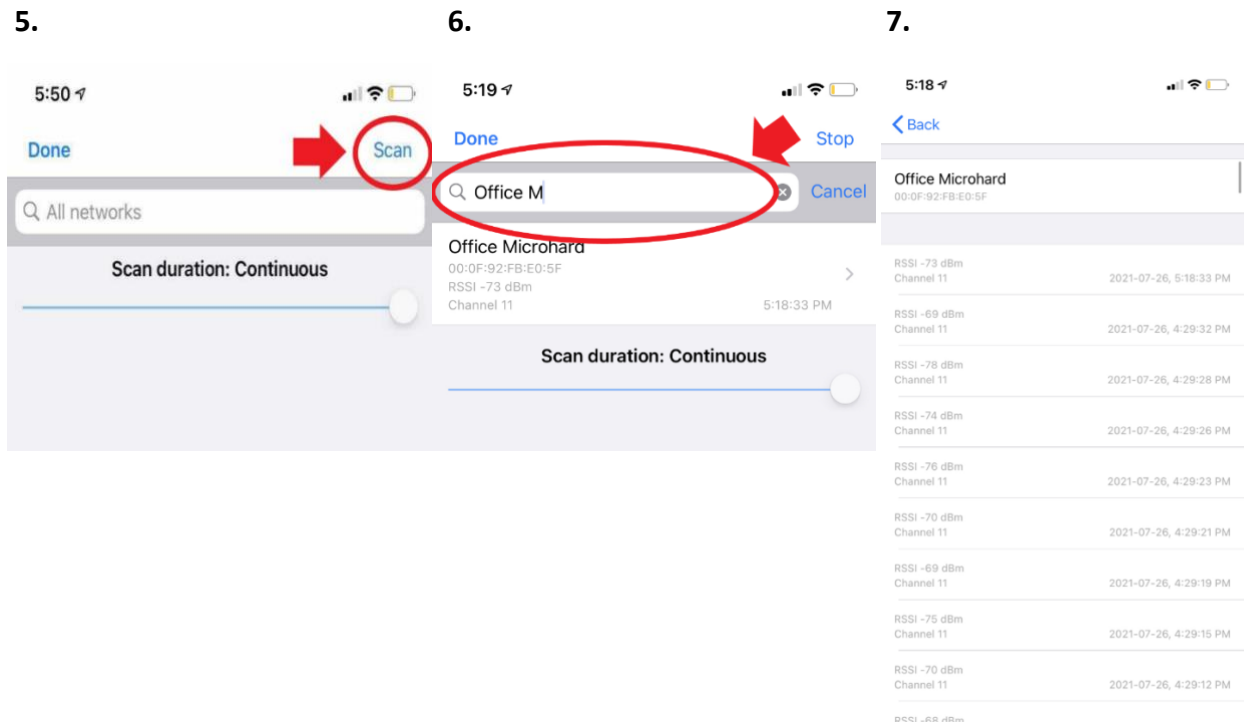 5.
5:50
Done
Scan
All networks
Scan duration: Continuous
6.
5:19
Done
Stop
Office M
Cancel
Office Microhard
00:0F:92:FB:E0:5F
RSSI -73 dBm
Channel 11
5:18:33 PM
Scan duration: Continuous
7.
5:18
Back
Office Microhard
00:0F:92:FB:E0:5F
RSSI -73 dBm
Channel 11 2021-07-26, 5:18:33 PM
RSSI -69 dBm
Channel 11 2021-07-26, 4:29:32 PM
RSSI -78 dBm
Channel 11 2021-07-26, 4:29:28 PM
RSSI -74 dBm
Channel 11 2021-07-26, 4:29:26 PM
RSSI -76 dBm
Channel 11 2021-07-26, 4:29:23 PM
RSSI -70 dBm
Channel 11 2021-07-26, 4:29:21 PM
RSSI -69 dBm
Channel 11 2021-07-26, 4:29:19 PM
RSSI -75 dBm
Channel 11 2021-07-26, 4:29:15 PM
RSSI -70 dBm
Channel 11 2021-07-26, 4:29:12 PM
RSSI -68 dBm